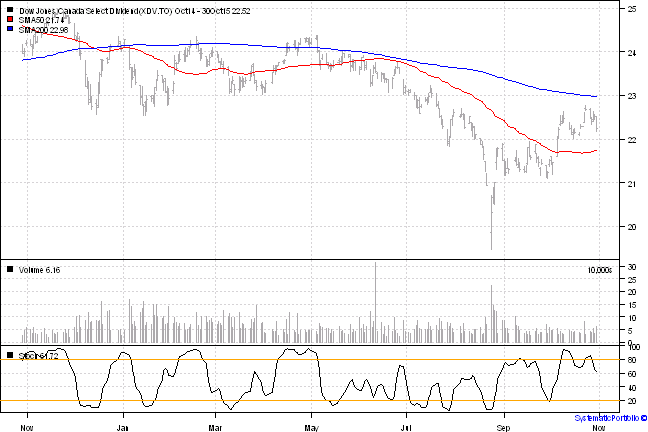 Dow Jones Canada Select Dividend(XDV.TO) Oct14 - 30Oct15 22.52
SMA50 21.74
SMA200 22.98
25
24
23
22
21
20
Volume 6.16
10,000s
30
25
20
15
10
5
0
Stoch 61.72
100
80
60
40
20
Nov Jan Mar May Jul Sep Nov
SystematicPortfolio ©